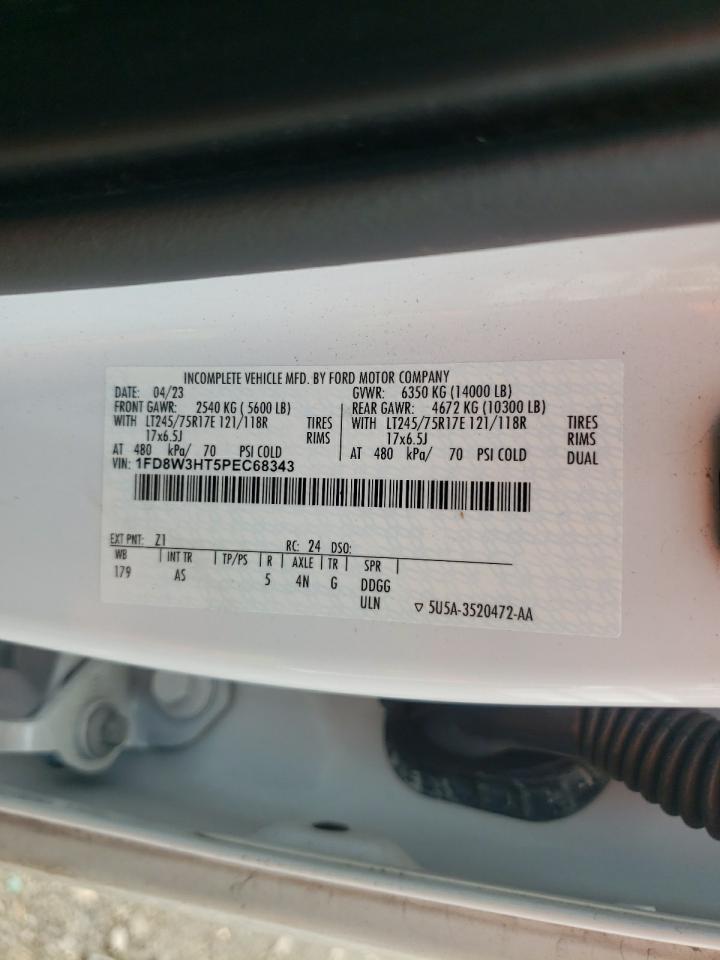 INCOMPLETE VEHICLE MFD. BY FORD MOTOR COMPANY
DATE: 04/23 GVWR: 6350 KG (14000 LB)
FRONT GAWR: 2540 KG ( 5600 LB) REAR GAWR: 4672 KG (10300 LB)
WITH LT245/75R17E 121/118R TIRES WITH LT245/75R17E 121/118R TIRES
17x6.5J RIMS 17x6.5J RIMS
AT 480 kPa/ 70 PSI COLD AT 480 kPa/ 70 PSI COLD DUAL
VIN: 1FD8W3HT5PEC68343
EXT PNT: Z1 RC: 24 DSO:
WB INT TR TP/PS R AXLE TR SPR
179 AS 5 4N G DDGG
ULN ▽ 5U5A-3520472-AA